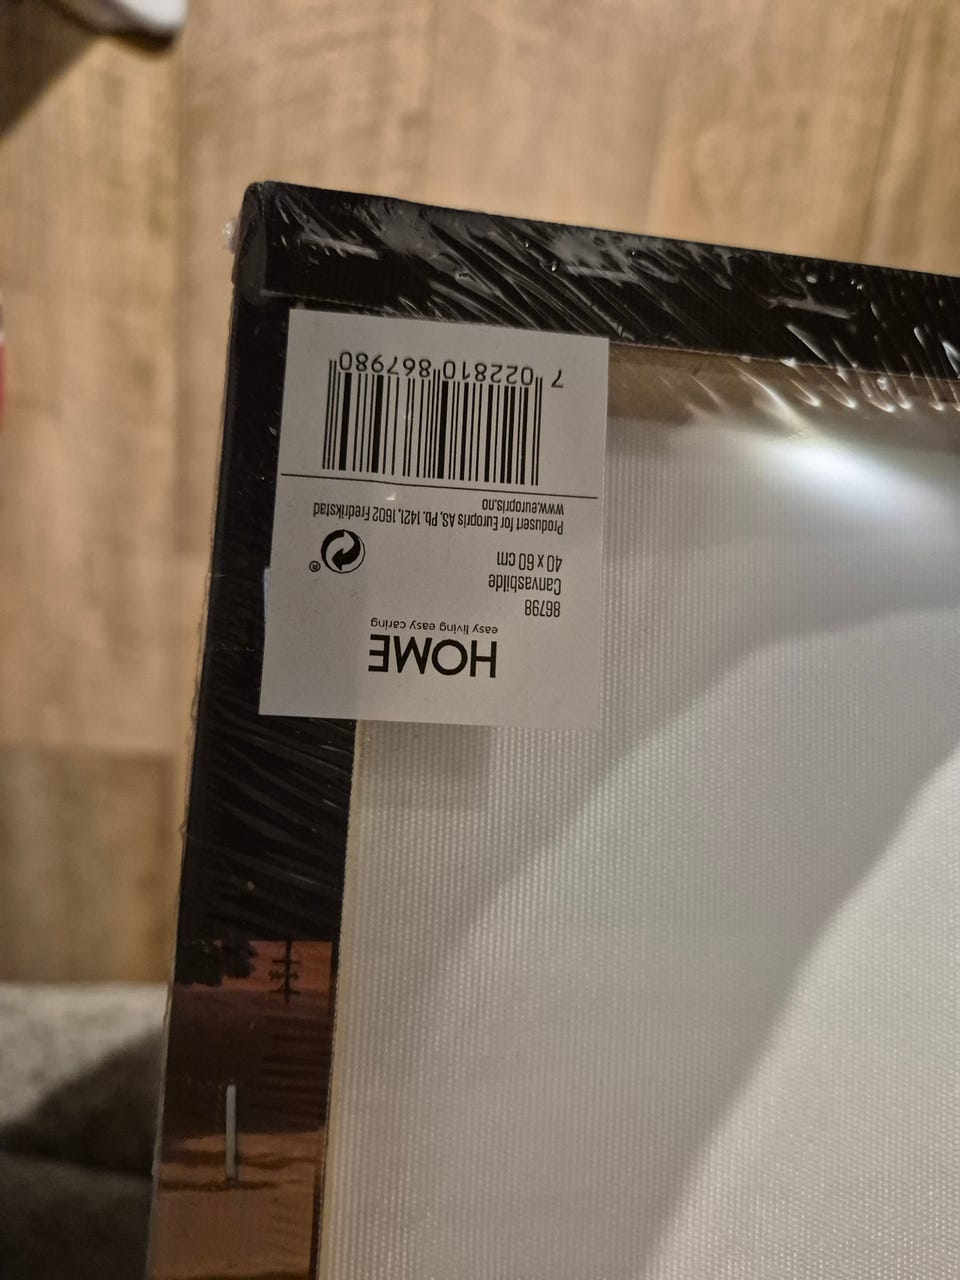 HOME
easy living easy caring
86798
Canvasbilde
40 x 60 cm
®
Produsert for Europris AS, Pb. 1421, 1602 Fredrikstad
www.europris.no
7 022810 867980